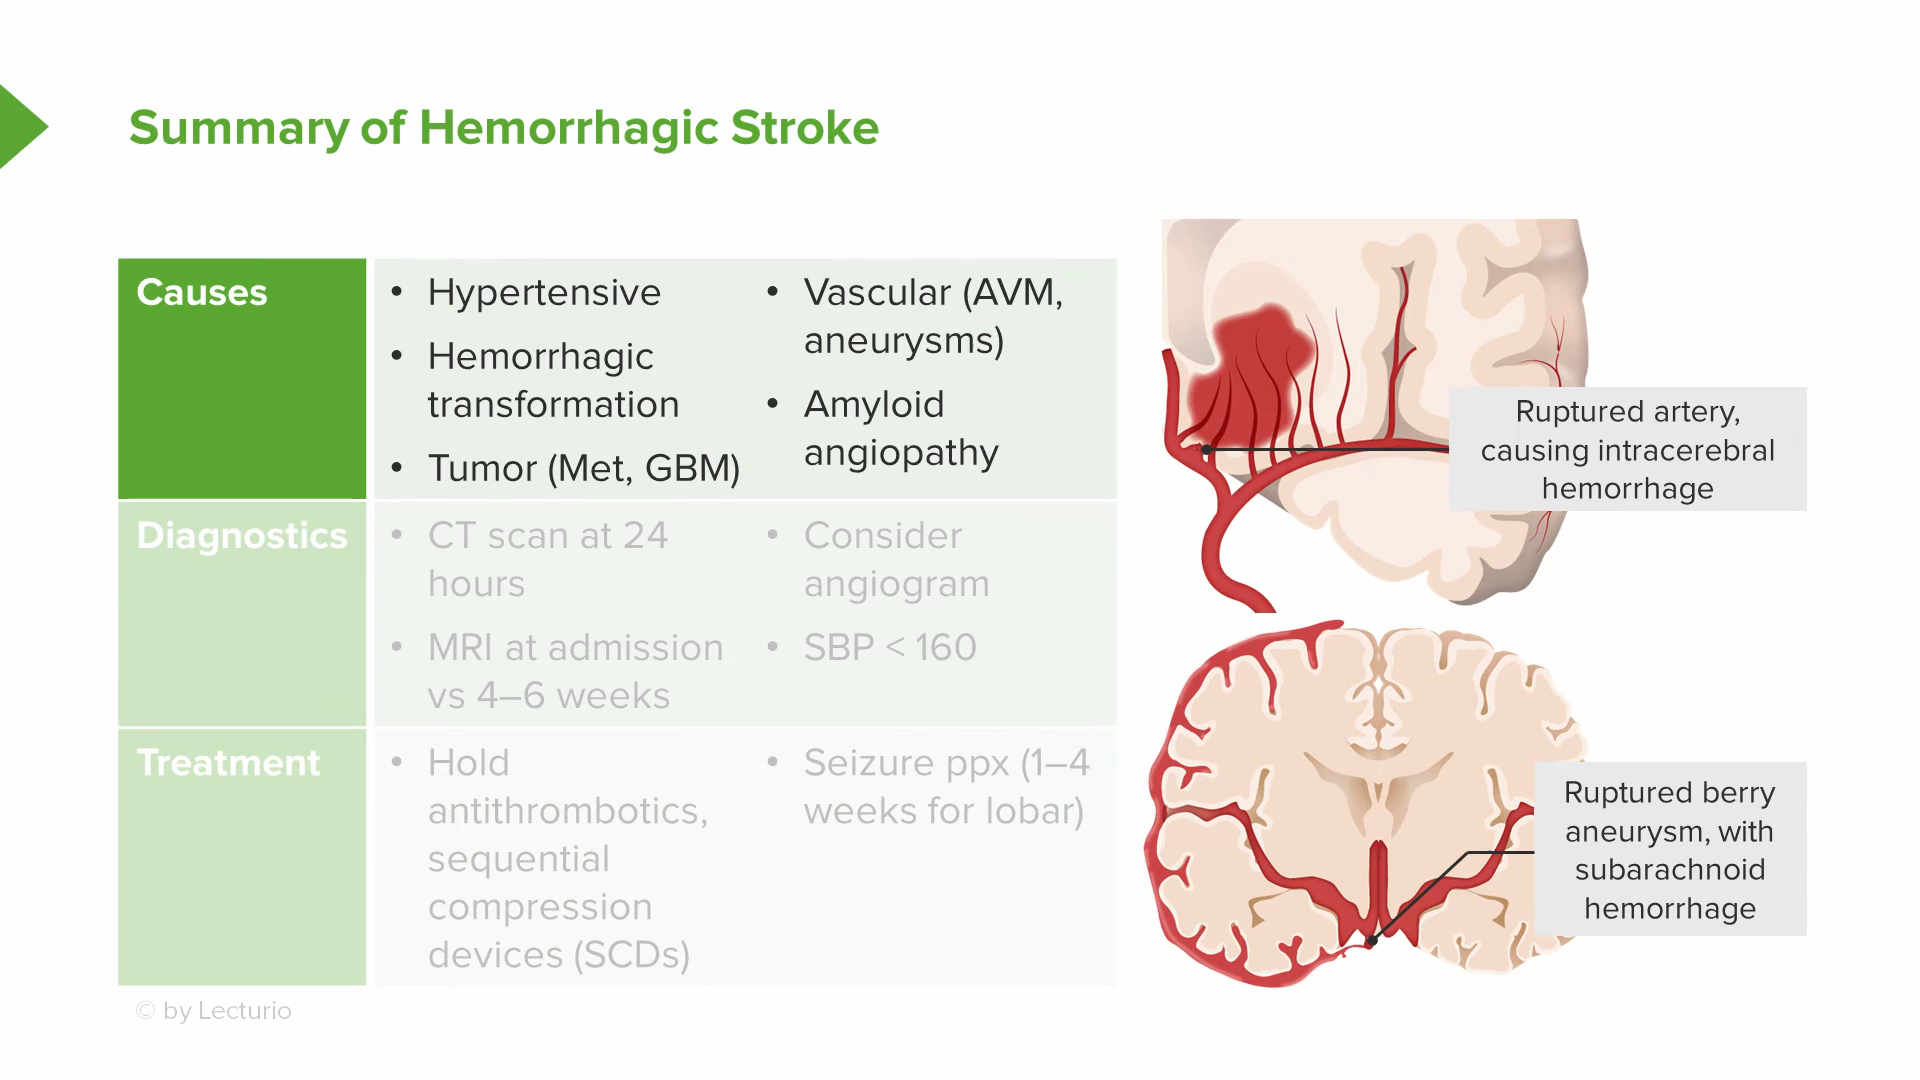 Summary of Hemorrhagic Stroke
Causes
• Hypertensive
• Hemorrhagic
transformation
• Tumor (Met, GBM)
• Vascular (AVM,
aneurysms)
• Amyloid
angiopathy
Diagnostics
• CT scan at 24
hours
• MRI at admission
vs 4–6 weeks
• Consider
angiogram
• SBP < 160
Treatment
• Hold
antithrombotics,
sequential
compression
devices (SCDs)
• Seizure ppx (1–4
weeks for lobar)
Ruptured artery,
causing intracerebral
hemorrhage
Ruptured berry
aneurysm, with
subarachnoid
hemorrhage
© by Lecturio